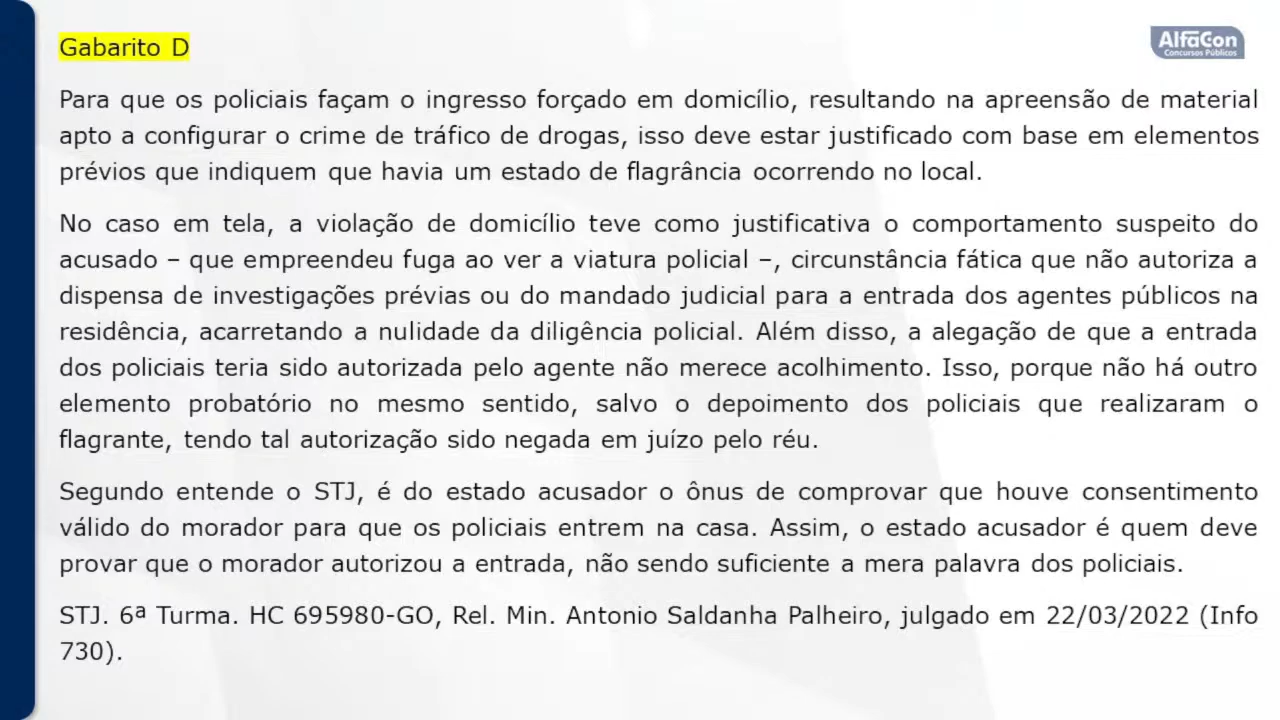 Gabarito D
AlfaCon
Concursos Públicos
Para que os policiais façam o ingresso forçado em domicílio, resultando na apreensão de material
apto a configurar o crime de tráfico de drogas, isso deve estar justificado com base em elementos
prévios que indiquem que havia um estado de flagrância ocorrendo no local.
No caso em tela, a violação de domicílio teve como justificativa o comportamento suspeito do
acusado – que empreendeu fuga ao ver a viatura policial –, circunstância fática que não autoriza a
dispensa de investigações prévias ou do mandado judicial para a entrada dos agentes públicos na
residência, acarretando a nulidade da diligência policial. Além disso, a alegação de que a entrada
dos policiais teria sido autorizada pelo agente não merece acolhimento. Isso, porque não há outro
elemento probatório no mesmo sentido, salvo o depoimento dos policiais que realizaram o
flagrante, tendo tal autorização sido negada em juízo pelo réu.
Segundo entende o STJ, é do estado acusador o ônus de comprovar que houve consentimento
válido do morador para que os policiais entrem na casa. Assim, o estado acusador é quem deve
provar que o morador autorizou a entrada, não sendo suficiente a mera palavra dos policiais.
STJ. 6ª Turma. HC 695980-GO, Rel. Min. Antonio Saldanha Palheiro, julgado em 22/03/2022 (Info
730).